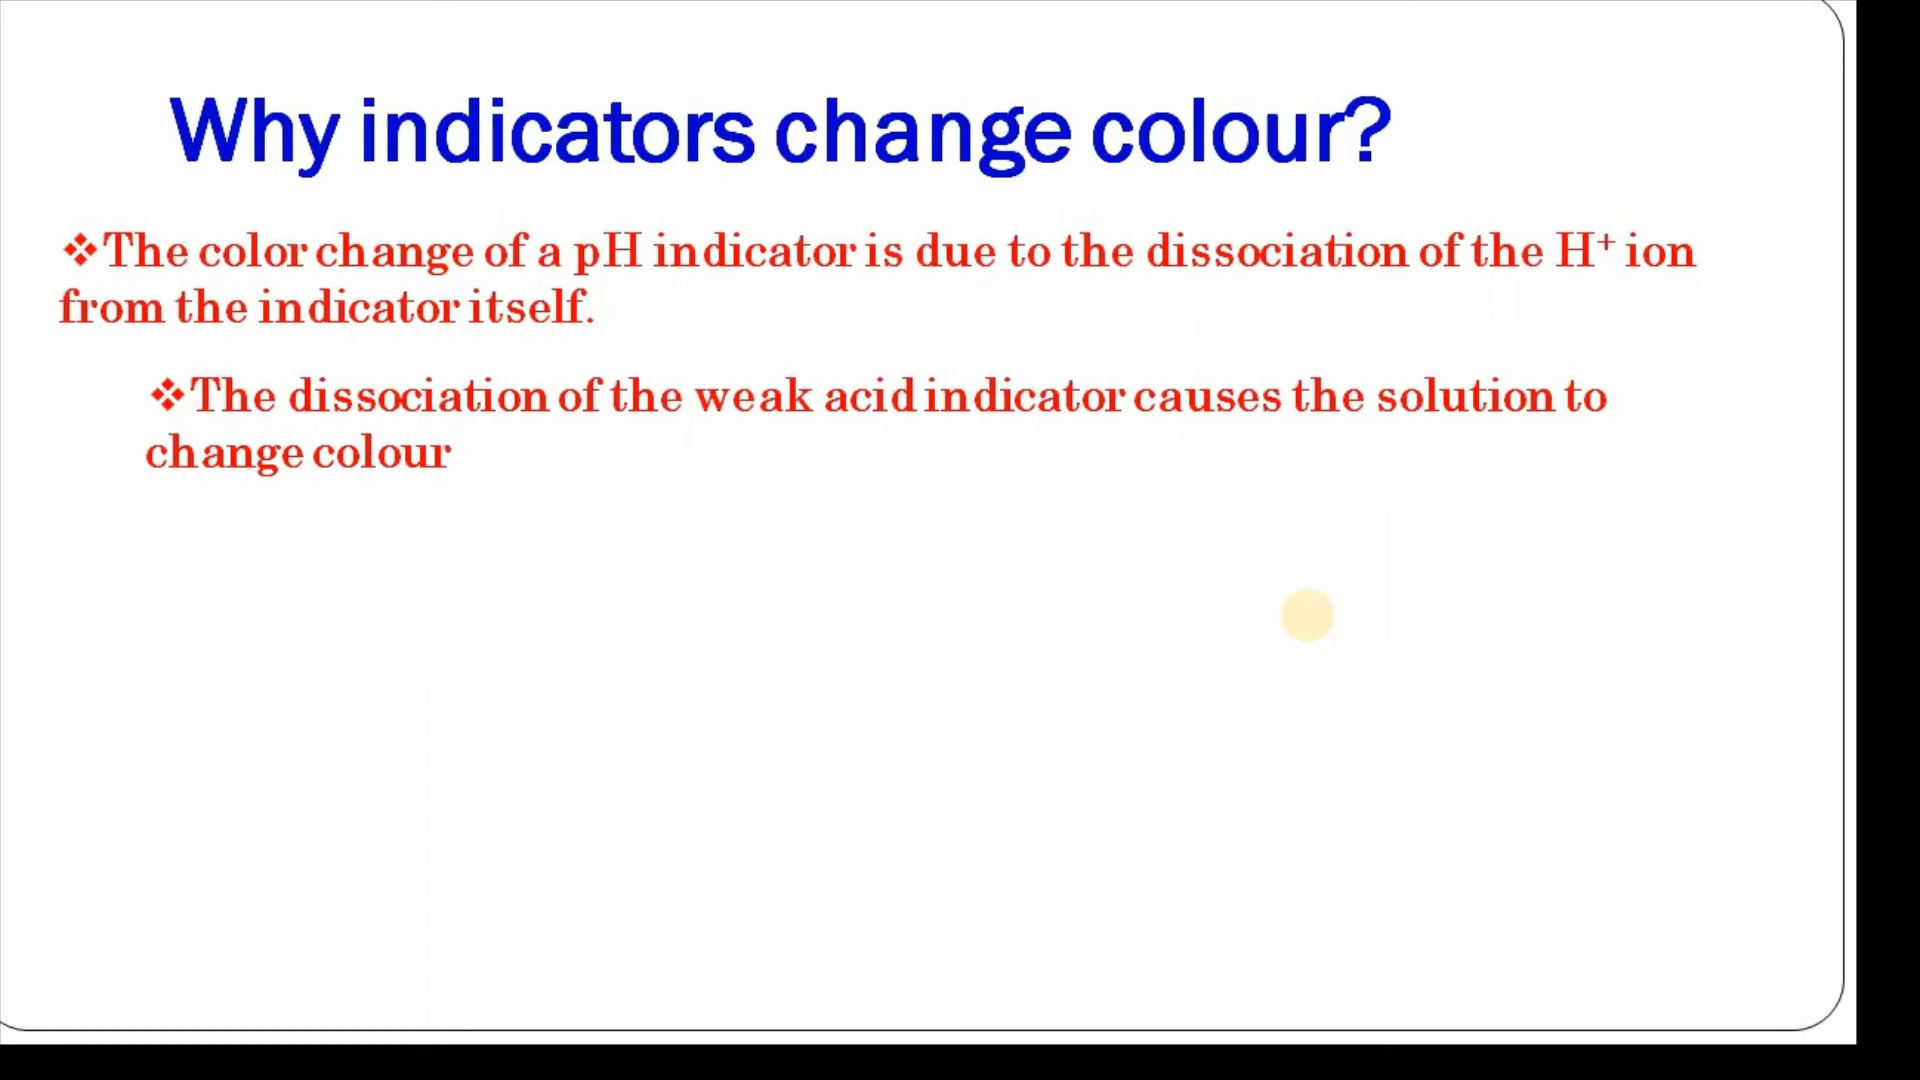 Why indicators change colour?
❖The color change of a pH indicator is due to the dissociation of the H⁺ ion
from the indicator itself.
❖The dissociation of the weak acid indicator causes the solution to
change colour